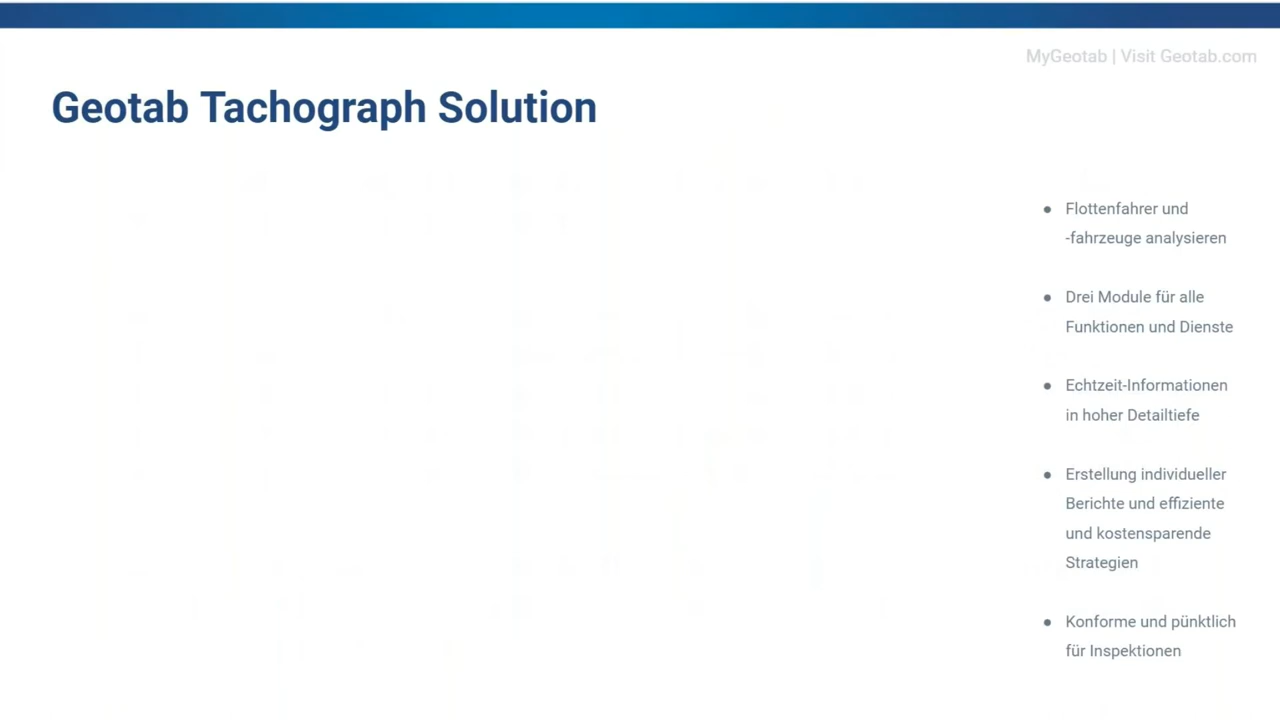 MyGeotab | Visit Geotab.com
Geotab Tachograph Solution
● Flottenfahrer und
-fahrzeuge analysieren
● Drei Module für alle
Funktionen und Dienste
● Echtzeit-Informationen
in hoher Detailtiefe
● Erstellung individueller
Berichte und effiziente
und kostensparende
Strategien
● Konforme und pünktlich
für Inspektionen